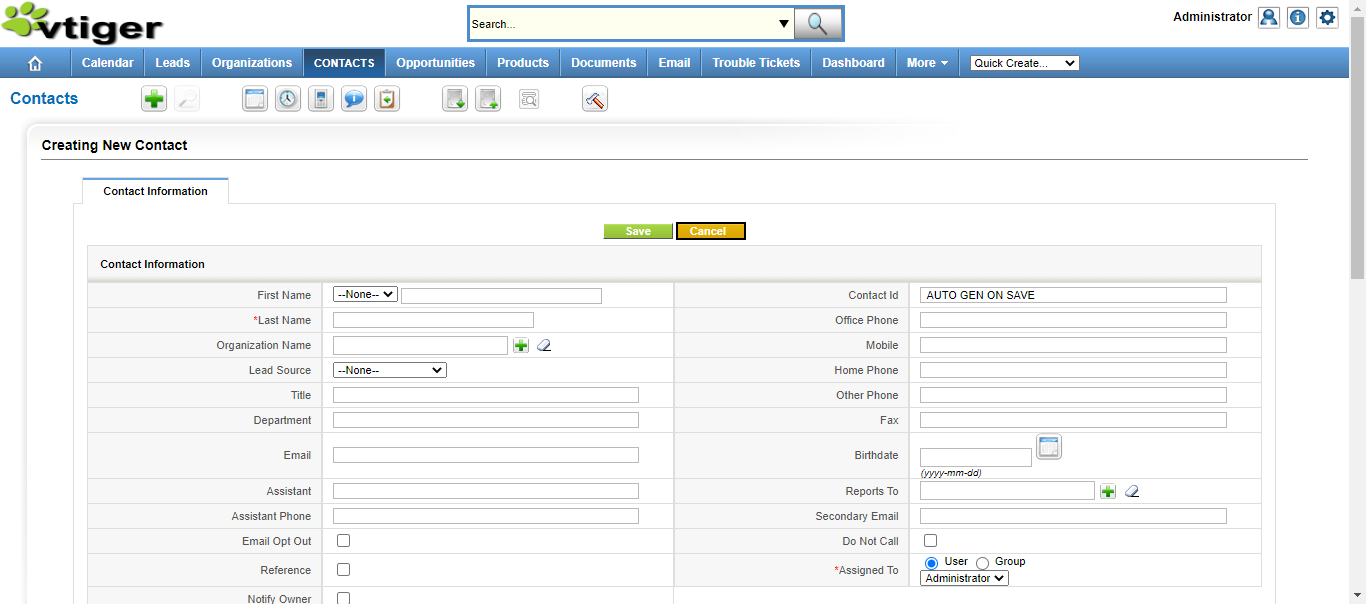 vtiger
Search...
Administrator
Calendar
Leads
Organizations
CONTACTS
Opportunities
Products
Documents
Email
Trouble Tickets
Dashboard
More
Quick Create...
Contacts
Creating New Contact
Contact Information
Save
Cancel
Contact Information
First Name
--None--
Contact Id
AUTO GEN ON SAVE
*Last Name
Office Phone
Organization Name
Mobile
Lead Source
--None--
Home Phone
Title
Other Phone
Department
Fax
Email
Birthdate
(yyyy-mm-dd)
Assistant
Reports To
Assistant Phone
Secondary Email
Email Opt Out
Do Not Call
Reference
*Assigned To
User
Group
Administrator
Notify Owner